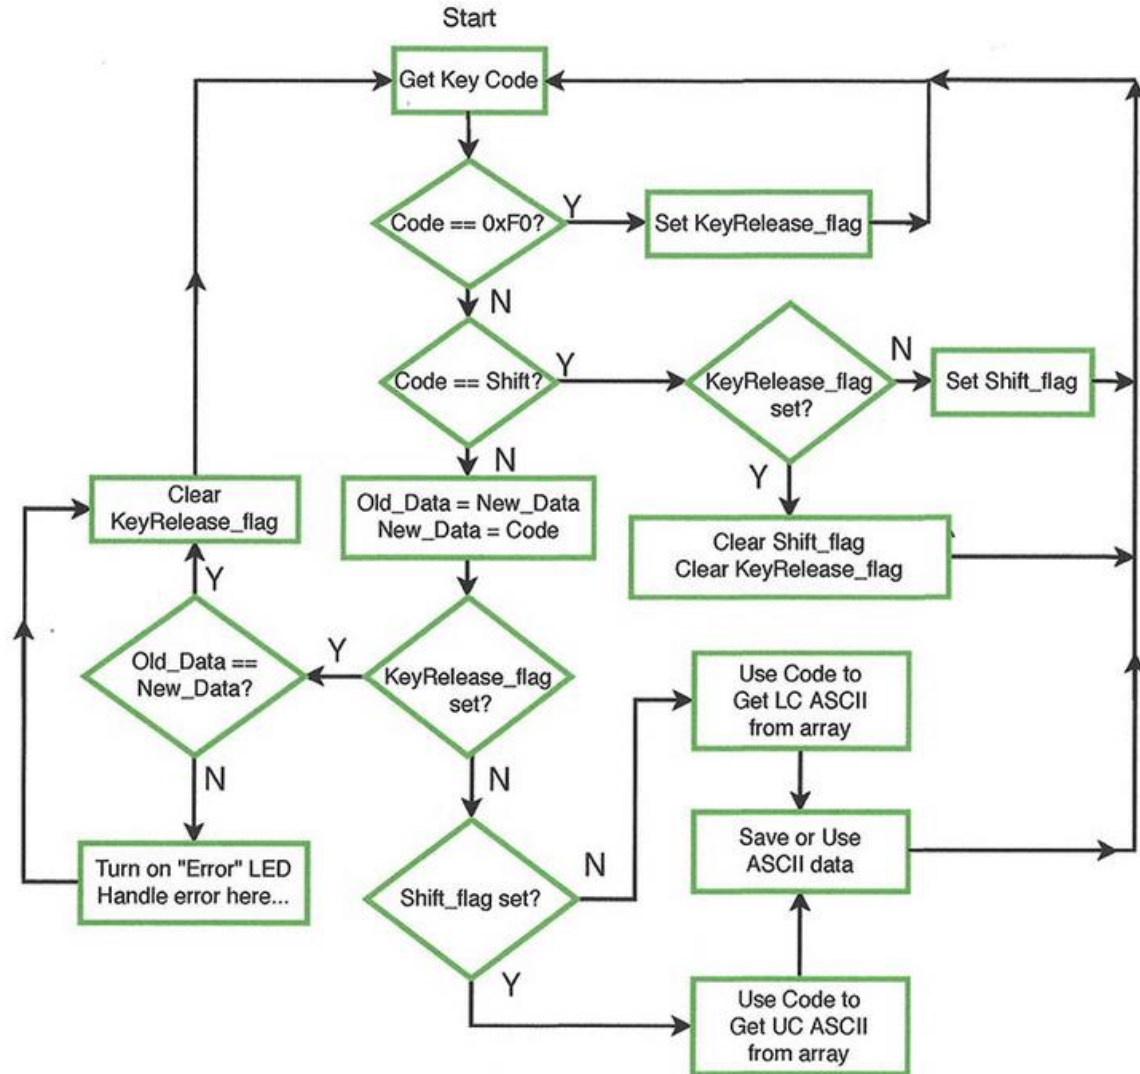 Start
Get Key Code
Code == 0xF0?
Y
Set KeyRelease_flag
N
Code == Shift?
Y
KeyRelease_flag
set?
N
Set Shift_flag
Y
Clear Shift_flag
Clear KeyRelease_flag
N
Old_Data = New_Data
New_Data = Code
Clear
KeyRelease_flag
Y
Old_Data ==
New_Data?
Y
KeyRelease_flag
set?
N
Turn on "Error" LED
Handle error here...
N
Shift_flag set?
N
Use Code to
Get LC ASCII
from array
Save or Use
ASCII data
Y
Use Code to
Get UC ASCII
from array